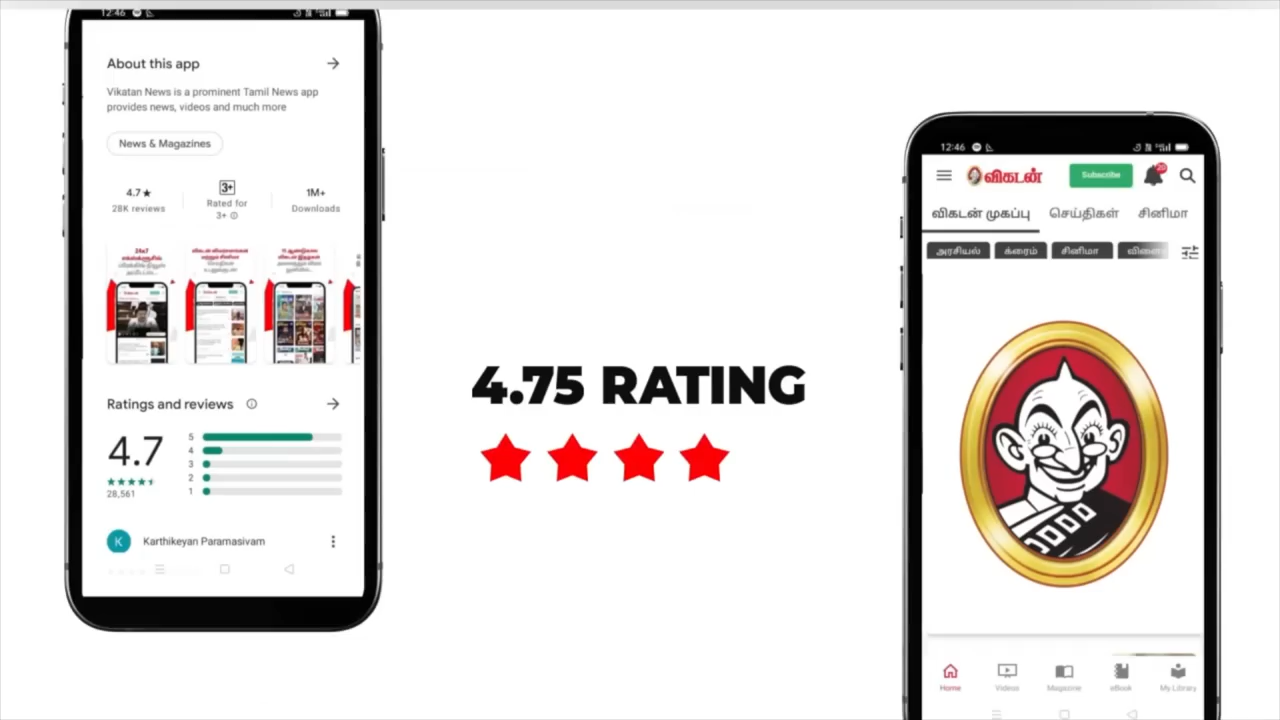 12:46
About this app
Vikatan News is a prominent Tamil News app
provides news, videos and much more
News & Magazines
4.7★
28K reviews
3+
Rated for
3+
1M+
Downloads
24x7
Ratings and reviews
4.7
28,561
5
4
3
2
1
K
Karthikeyan Paramasivam
4.75 RATING
12:46
விகடன்
Subscribe
விகடன் முகப்பு
செய்திகள்
சினிமா
அரசியல்
க்ரைம்
சினிமா
Home
Videos
Magazine
eBook
My Library